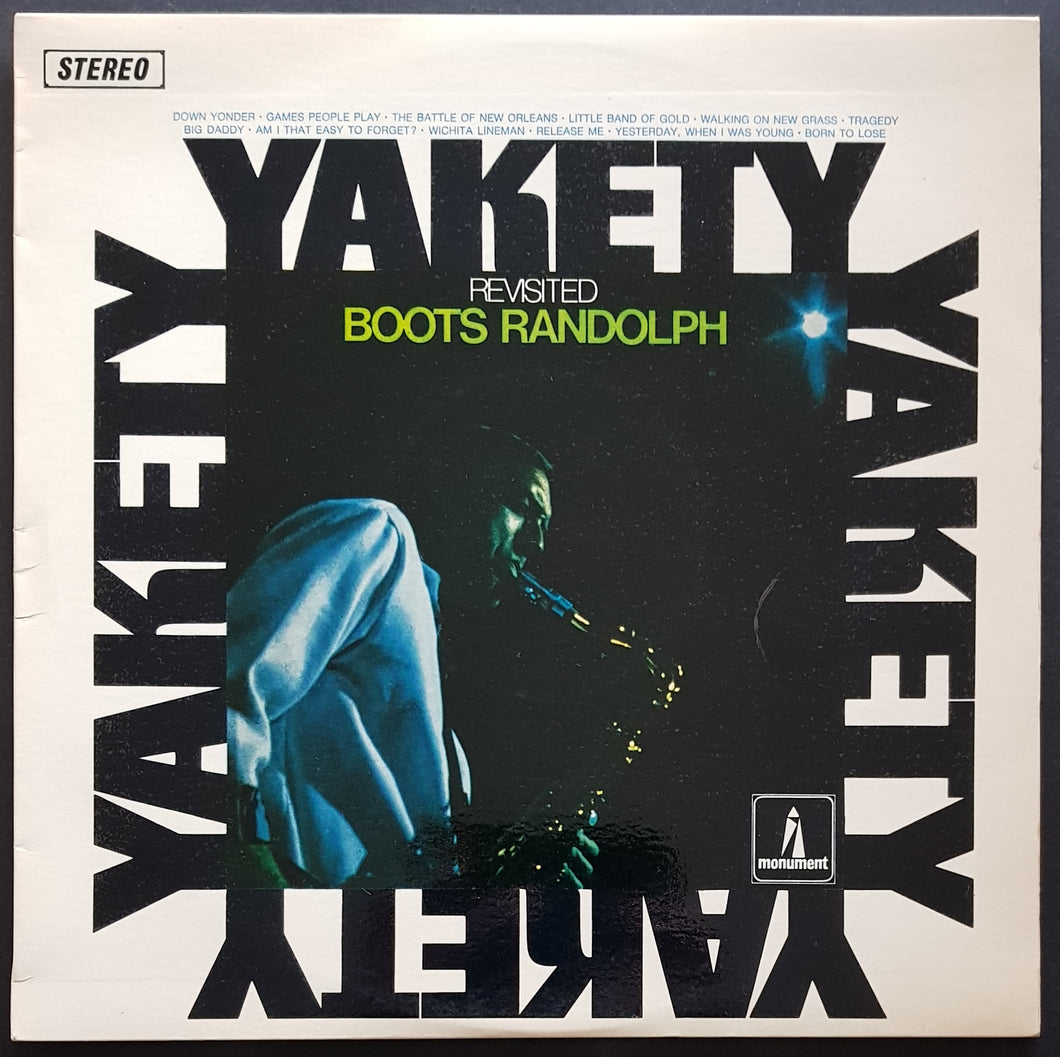 STEREO
DOWN YONDER · GAMES PEOPLE PLAY · THE BATTLE OF NEW ORLEANS · LITTLE BAND OF GOLD · WALKING ON NEW GRASS · TRAGEDY
BIG DADDY · AM I THAT EASY TO FORGET? · WICHITA LINEMAN · RELEASE ME · YESTERDAY, WHEN I WAS YOUNG · BORN TO LOSE
YAKETY
REVISITED
BOOTS RANDOLPH
YAKETY
YAKETY
monument
YAKETY